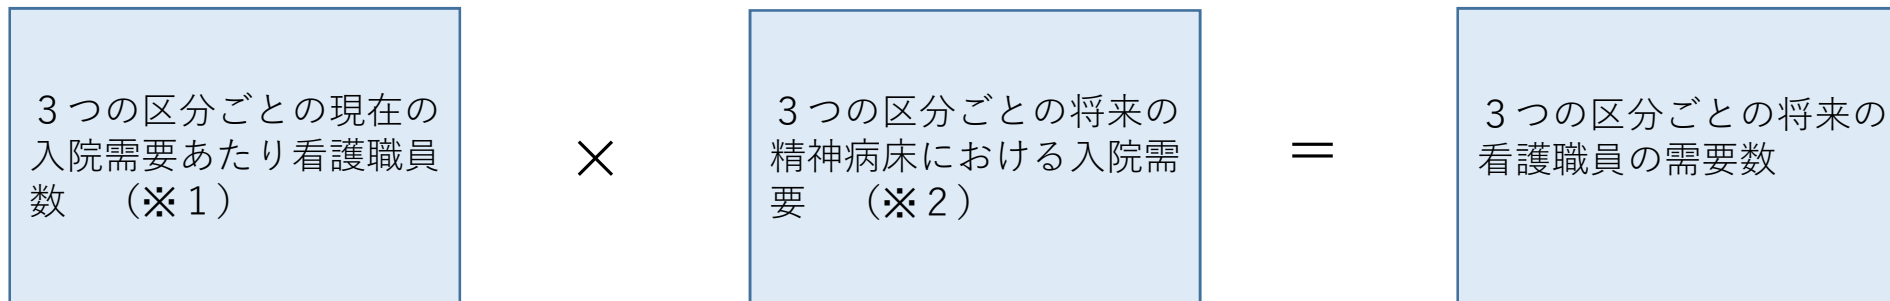 ３つの区分ごとの現在の
入院需要あたり看護職員
数　（※１）
×
３つの区分ごとの将来の
精神病床における入院需
要　（※２）
＝
３つの区分ごとの将来の
看護職員の需要数